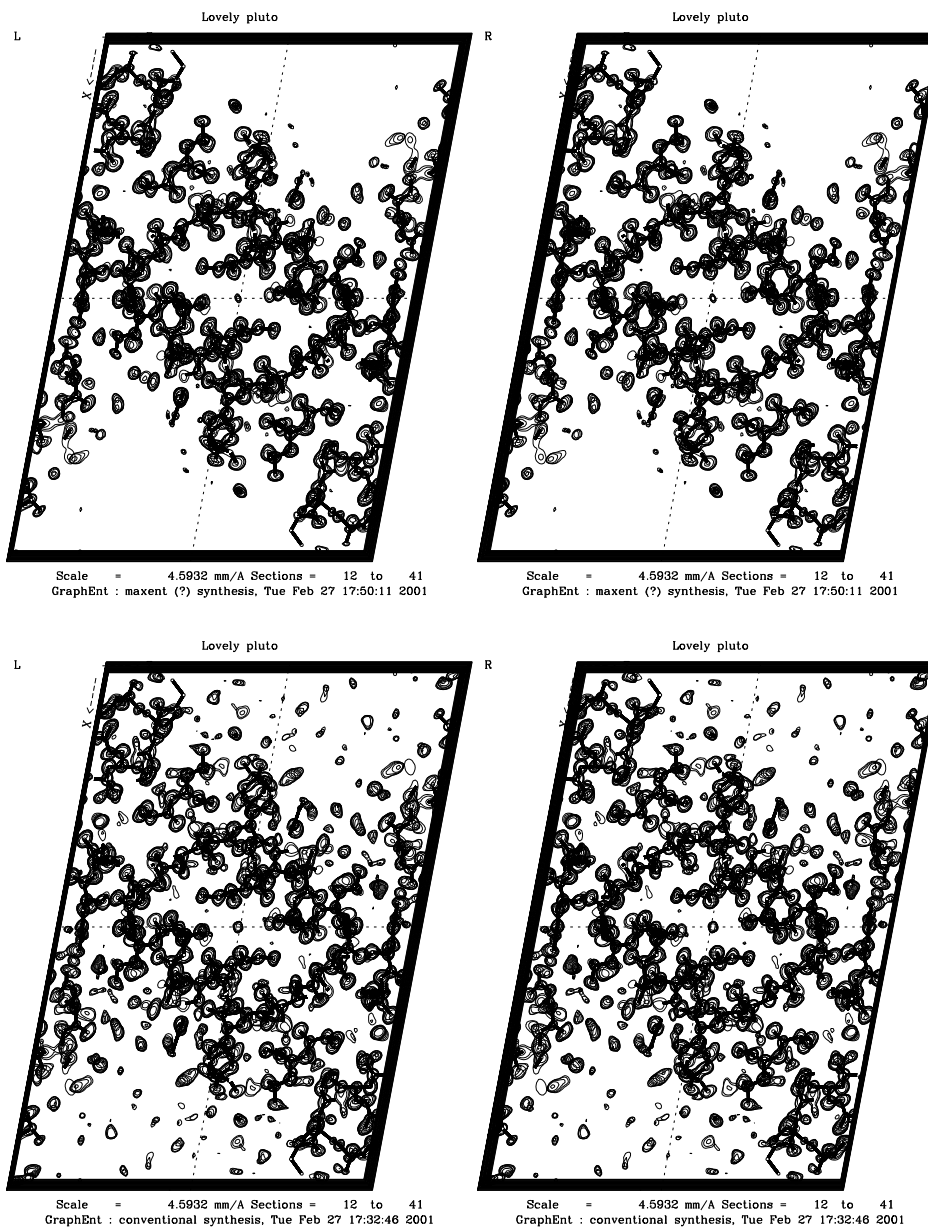 Lovely pluto
Lovely pluto
L
R
X
Scale = 4.5932 mm/A Sections = 12 to 41
Scale = 4.5932 mm/A Sections = 12 to 41
GraphEnt : maxent (?) synthesis, Tue Feb 27 17:50:11 2001
GraphEnt : maxent (?) synthesis, Tue Feb 27 17:50:11 2001
Lovely pluto
Lovely pluto
L
R
X
Scale = 4.5932 mm/A Sections = 12 to 41
Scale = 4.5932 mm/A Sections = 12 to 41
GraphEnt : conventional synthesis, Tue Feb 27 17:32:46 2001
GraphEnt : conventional synthesis, Tue Feb 27 17:32:46 2001